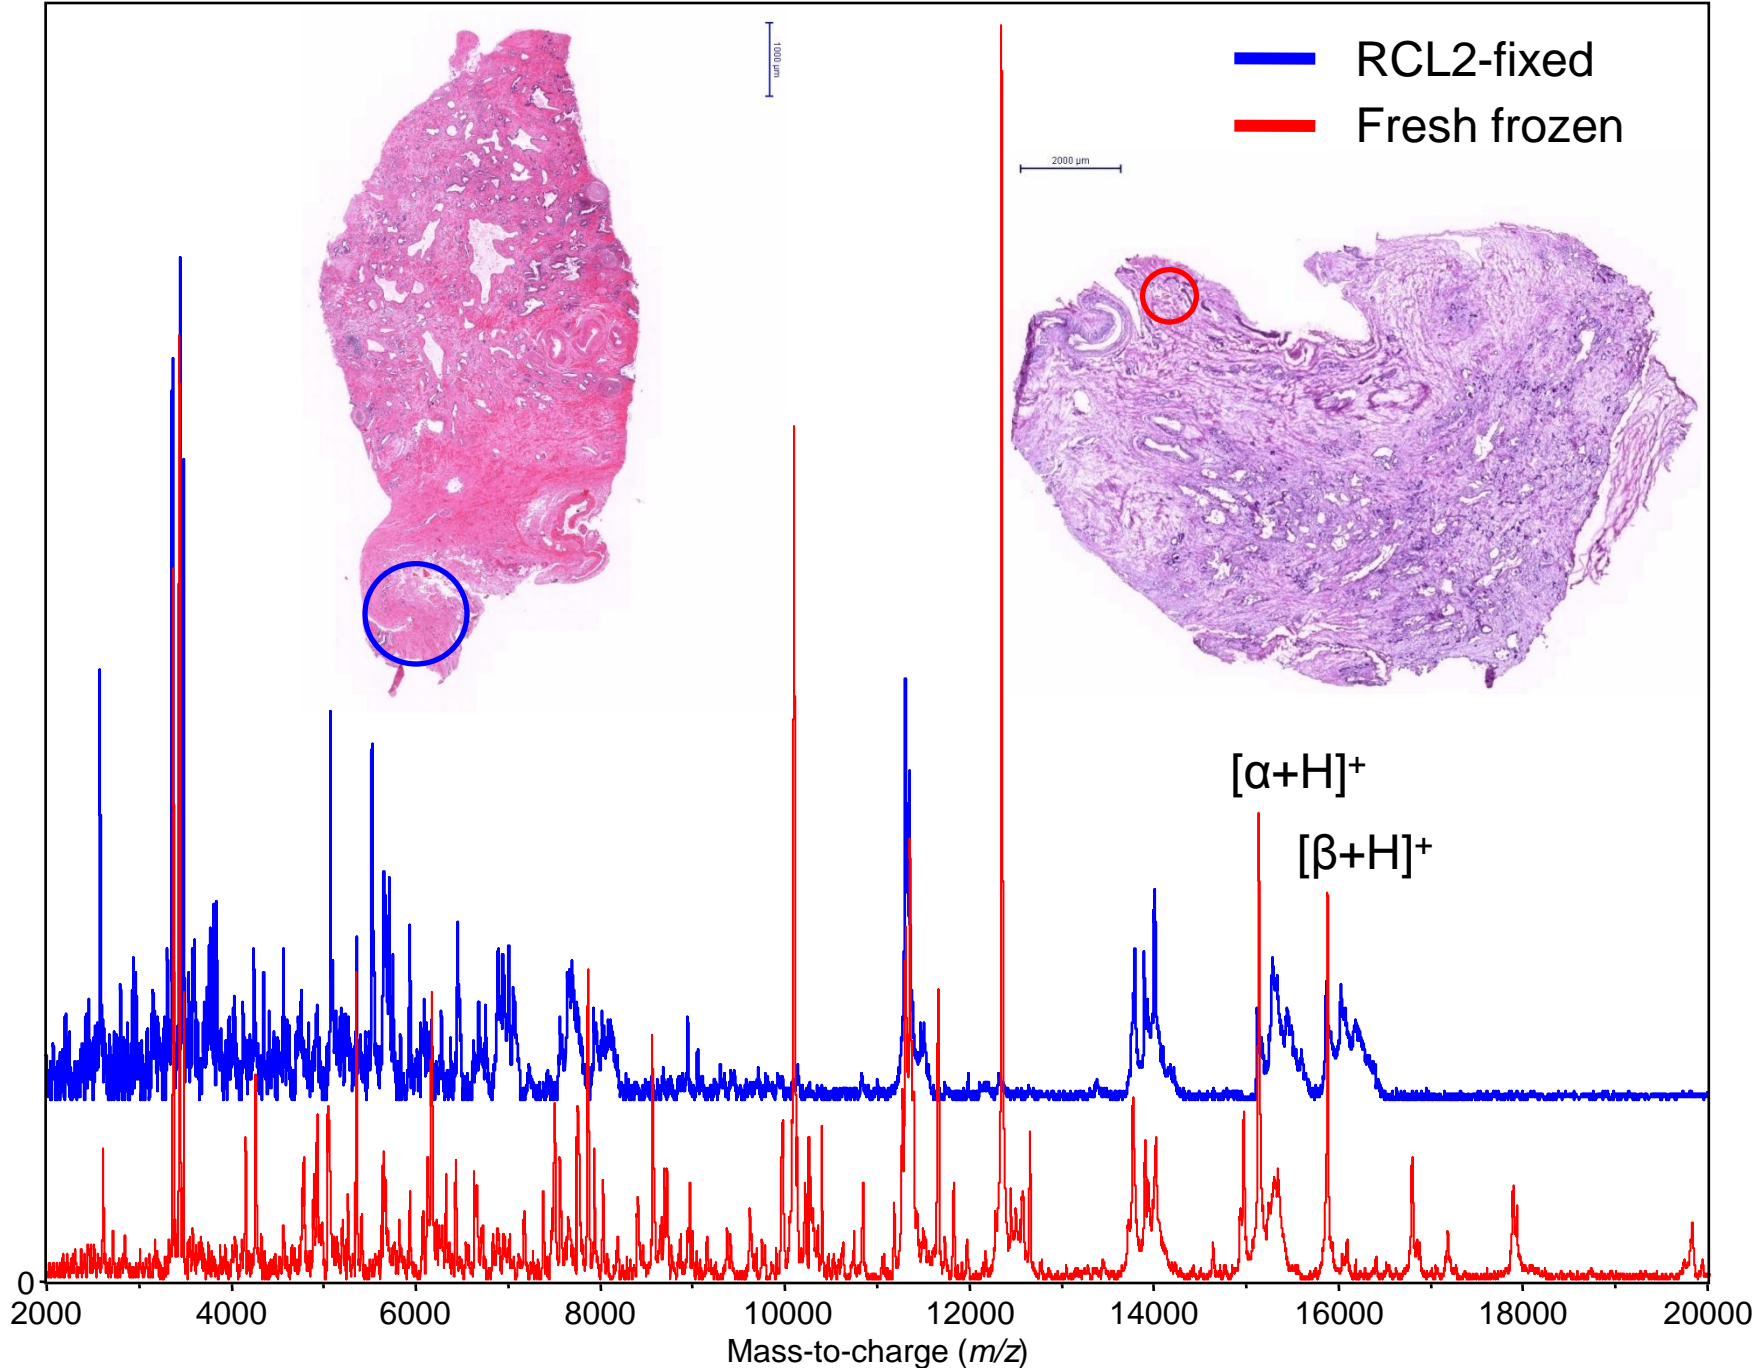 1000 µm
RCL2-fixed
Fresh frozen
2000 µm
[α+H]⁺
[β+H]⁺
0
2000 4000 6000 8000 10000 12000 14000 16000 18000 20000
Mass-to-charge (m/z)